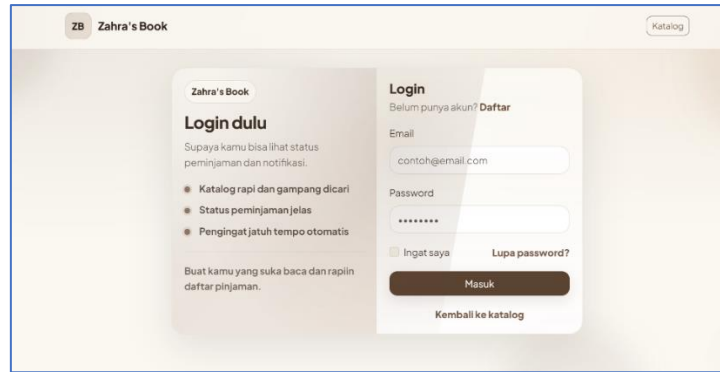 ZB Zahra's Book
Katalog
Zahra's Book
Login dulu
Supaya kamu bisa lihat status
peminjaman dan notifikasi.
Katalog rapi dan gampang dicari
Status peminjaman jelas
Pengingat jatuh tempo otomatis
Buat kamu yang suka baca dan rapiin
daftar pinjaman.
Login
Belum punya akun? Daftar
Email
contoh@email.com
Password
••••••••
Ingat saya
Lupa password?
Masuk
Kembali ke katalog